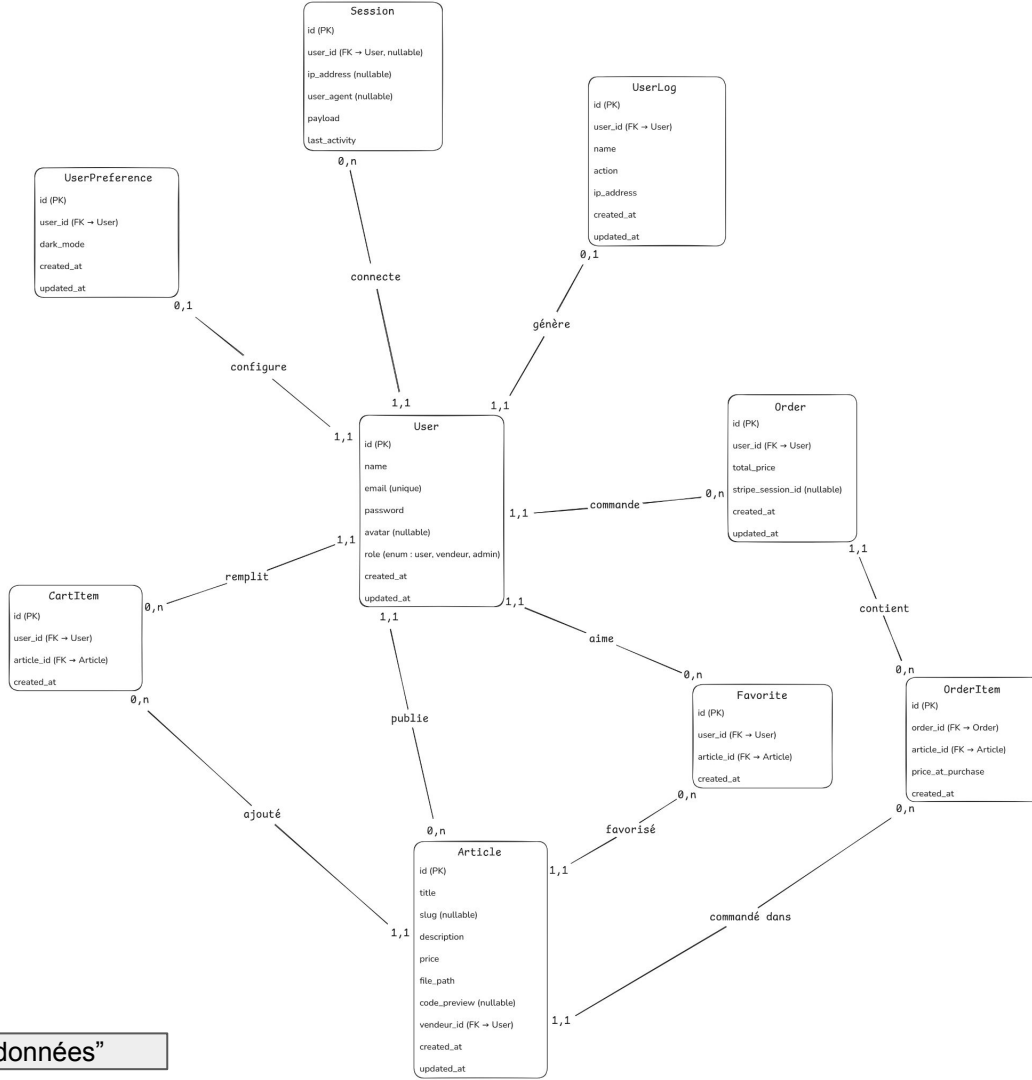 Session
id (PK)
user_id (FK → User, nullable)
ip_address (nullable)
user_agent (nullable)
payload
last_activity
0,n
UserLog
id (PK)
user_id (FK → User)
name
action
ip_address
created_at
updated_at
0,1
UserPreference
id (PK)
user_id (FK → User)
dark_mode
created_at
updated_at
0,1
connecte
génère
configure
1,1
1,1
1,1
User
id (PK)
name
email (unique)
password
avatar (nullable)
role (enum : user, vendeur, admin)
created_at
updated_at
Order
id (PK)
user_id (FK → User)
total_price
stripe_session_id (nullable)
created_at
updated_at
0,n
commande
1,1
1,1
1,1
remplit
0,n
CartItem
id (PK)
user_id (FK → User)
article_id (FK → Article)
created_at
0,n
contient
1,1
1,1
aime
0,n
0,n
Favorite
id (PK)
user_id (FK → User)
article_id (FK → Article)
created_at
0,n
OrderItem
id (PK)
order_id (FK → Order)
article_id (FK → Article)
price_at_purchase
created_at
0,n
publie
ajouté
favorisé
0,n
1,1
1,1
commandé dans
1,1
Article
id (PK)
title
slug (nullable)
description
price
file_path
code_preview (nullable)
vendeur_id (FK → User)
created_at
updated_at
données”